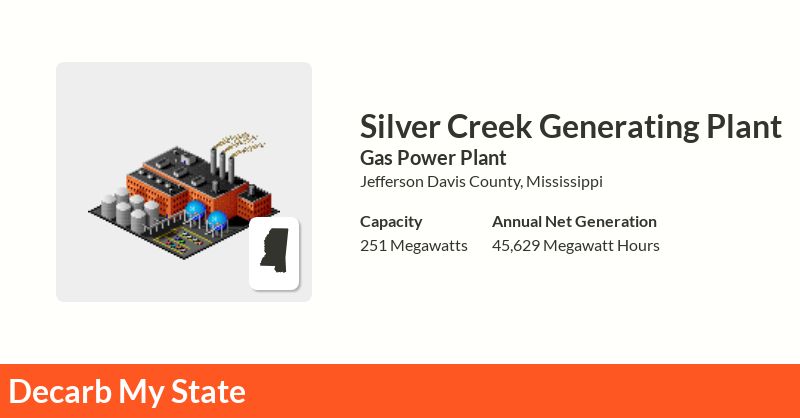 Silver Creek Generating Plant
Gas Power Plant
Jefferson Davis County, Mississippi
Capacity
251 Megawatts
Annual Net Generation
45,629 Megawatt Hours
Decarb My State